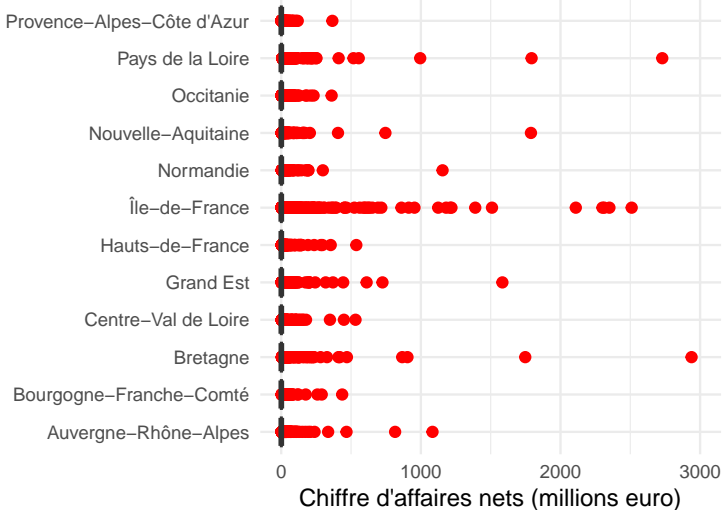 Provence−Alpes−Côte d'Azur
Pays de la Loire
Occitanie
Nouvelle−Aquitaine
Normandie
Île−de−France
Hauts−de−France
Grand Est
Centre−Val de Loire
Bretagne
Bourgogne−Franche−Comté
Auvergne−Rhône−Alpes
0 1000 2000 3000
Chiffre d'affaires nets (millions euro)